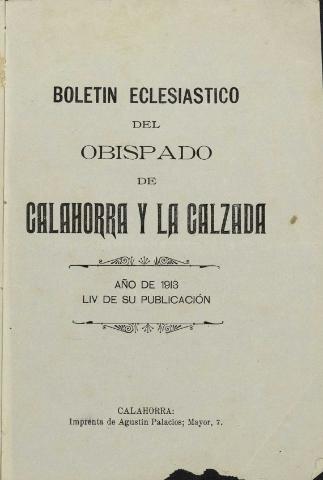 BOLETIN ECLESIASTICO
DEL
OBISPADO
DE
CALAHORRA Y LA CALZADA
AÑO DE 1913
LIV DE SU PUBLICACIÓN
CALAHORRA:
Imprenta de Agustín Palacios; Mayor, 7.